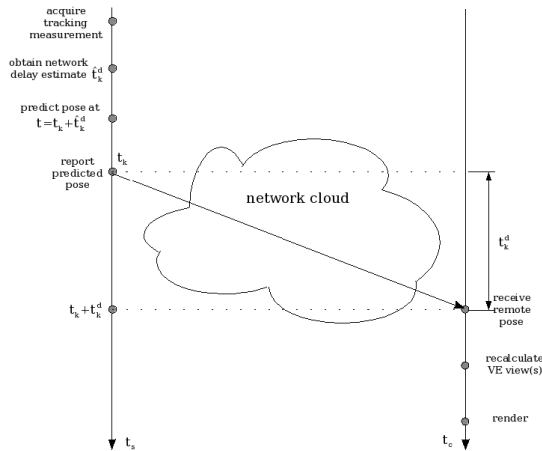 acquire
tracking
measurement
obtain network
delay estimate t̂ₖᵈ
predict pose at
t=tₖ+t̂ₖᵈ
report
predicted
pose
tₖ
network cloud
tₖᵈ
tₖ+tₖᵈ
receive
remote
pose
recalculate
VE view(s)
render
tₛ
t꜀